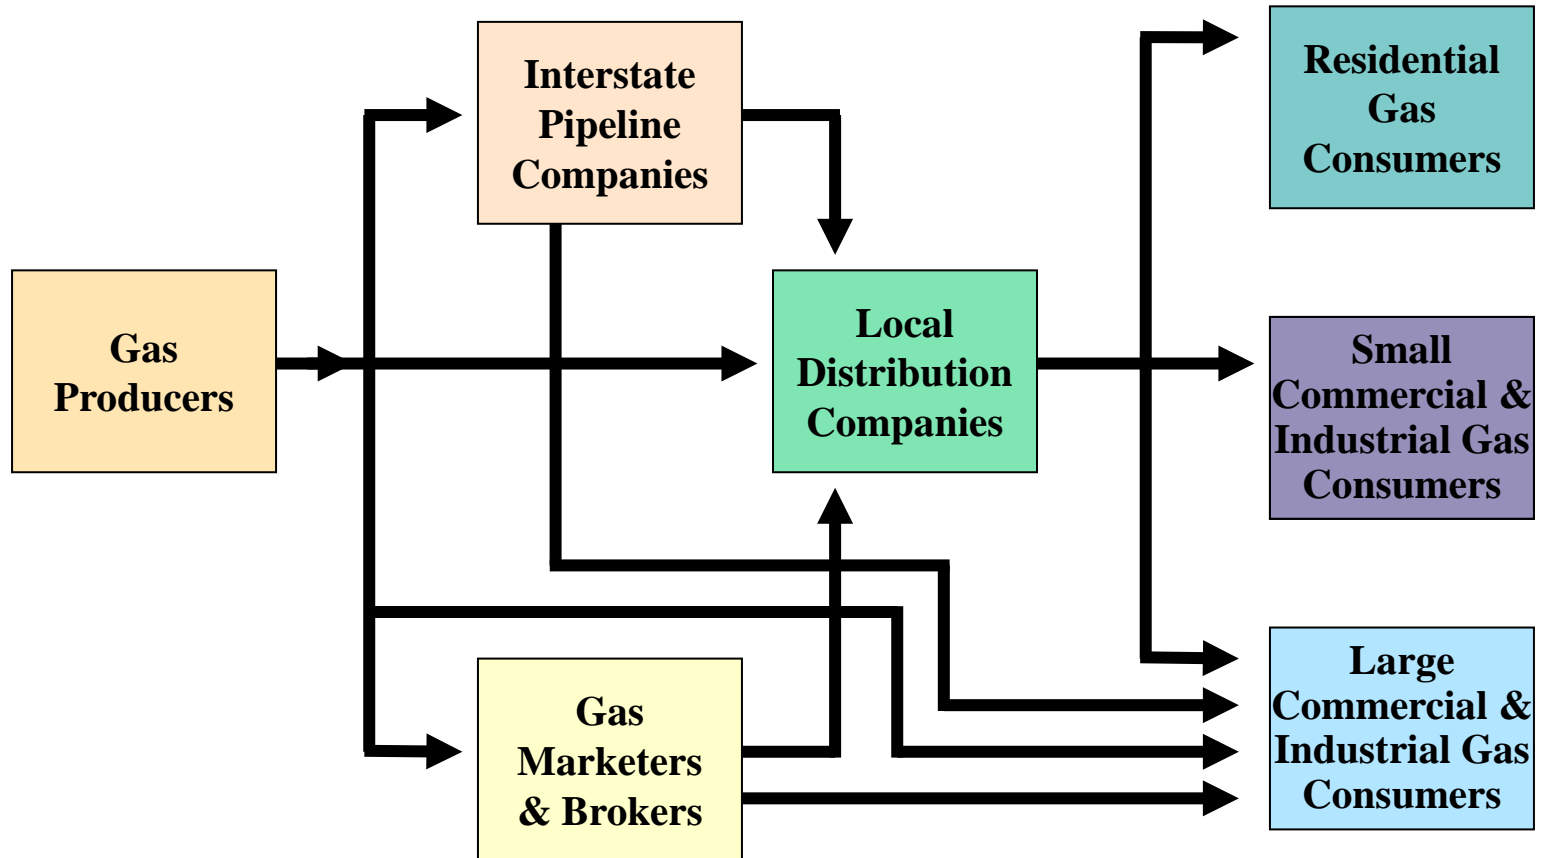 Interstate
Pipeline
Companies
Residential
Gas
Consumers
Gas
Producers
Local
Distribution
Companies
Small
Commercial &
Industrial Gas
Consumers
Gas
Marketers
& Brokers
Large
Commercial &
Industrial Gas
Consumers